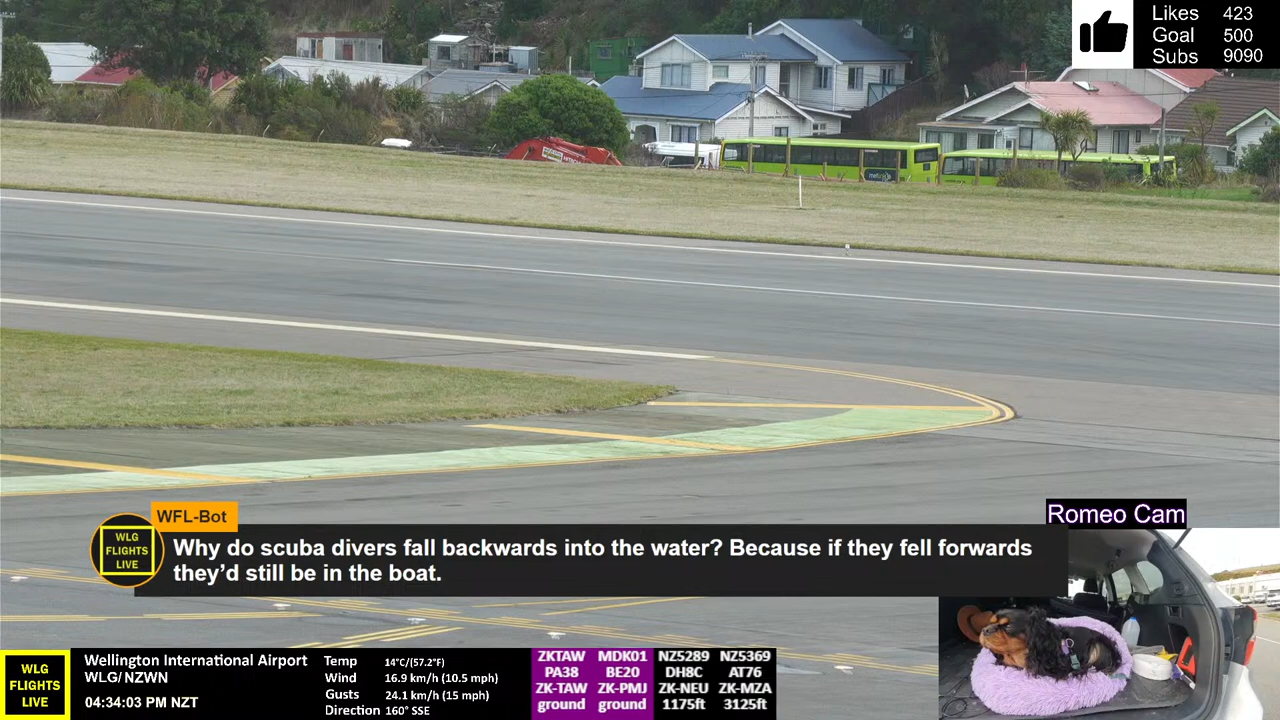 Likes 423
Goal 500
Subs 9090
metlink
WFL-Bot
WLG
FLIGHTS
LIVE
Why do scuba divers fall backwards into the water? Because if they fell forwards
they'd still be in the boat.
Romeo Cam
WLG
FLIGHTS
LIVE
Wellington International Airport
WLG/NZWN
04:34:03 PM NZT
Temp 14°C/(57.2°F)
Wind 16.9 km/h (10.5 mph)
Gusts 24.1 km/h (15 mph)
Direction 160° SSE
ZKTAW MDK01 NZ5289 NZ5369
PA38 BE20 DH8C AT76
ZK-TAW ZK-PMJ ZK-NEU ZK-MZA
ground ground 1175ft 3125ft